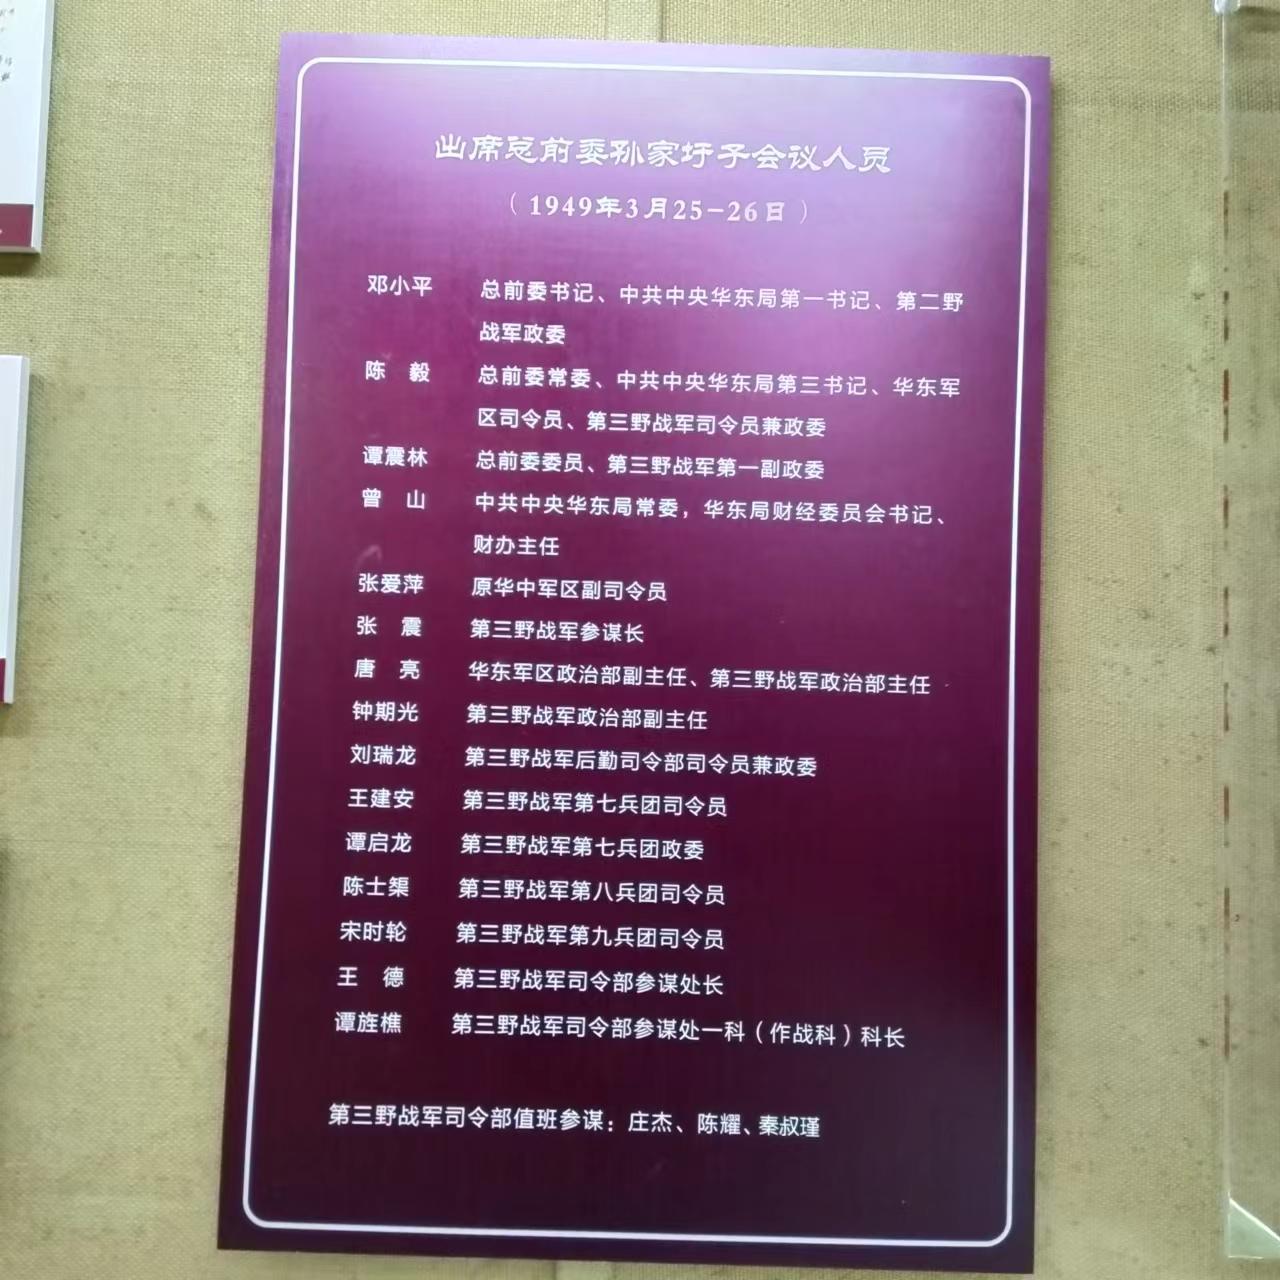 出席总前委孙家圩子会议人员
（1949年3月25-26日）
邓小平 总前委书记、中共中央华东局第一书记、第二野
战军政委
陈 毅 总前委常委、中共中央华东局第三书记、华东军
区司令员、第三野战军司令员兼政委
谭震林 总前委委员、第三野战军第一副政委
曾 山 中共中央华东局常委，华东局财经委员会书记、
财办主任
张爱萍 原华中军区副司令员
张 震 第三野战军参谋长
唐 亮 华东军区政治部副主任、第三野战军政治部主任
钟期光 第三野战军政治部副主任
刘瑞龙 第三野战军后勤司令部司令员兼政委
王建安 第三野战军第七兵团司令员
谭启龙 第三野战军第七兵团政委
陈士榘 第三野战军第八兵团司令员
宋时轮 第三野战军第九兵团司令员
王 德 第三野战军司令部参谋处长
谭旌樵 第三野战军司令部参谋处一科（作战科）科长
第三野战军司令部值班参谋：庄杰、陈耀、秦叔瑾